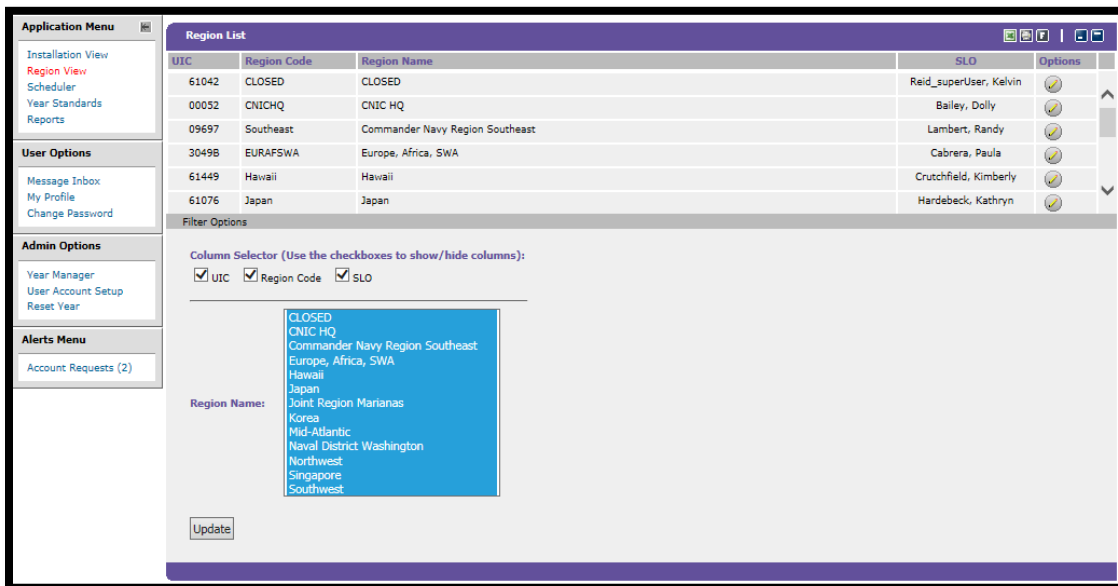 Application Menu
Installation View
Region View
Scheduler
Year Standards
Reports
User Options
Message Inbox
My Profile
Change Password
Admin Options
Year Manager
User Account Setup
Reset Year
Alerts Menu
Account Requests (2)
Region List
UIC Region Code Region Name SLO Options
61042 CLOSED CLOSED Reid_superUser, Kelvin
00052 CNICHQ CNIC HQ Bailey, Dolly
09697 Southeast Commander Navy Region Southeast Lambert, Randy
3049B EURAFSWA Europe, Africa, SWA Cabrera, Paula
61449 Hawaii Hawaii Crutchfield, Kimberly
61076 Japan Japan Hardebeck, Kathryn
Filter Options
Column Selector (Use the checkboxes to show/hide columns):
UIC Region Code SLO
Region Name:
CLOSED
CNIC HQ
Commander Navy Region Southeast
Europe, Africa, SWA
Hawaii
Japan
Joint Region Marianas
Korea
Mid-Atlantic
Naval District Washington
Northwest
Singapore
Southwest
Update